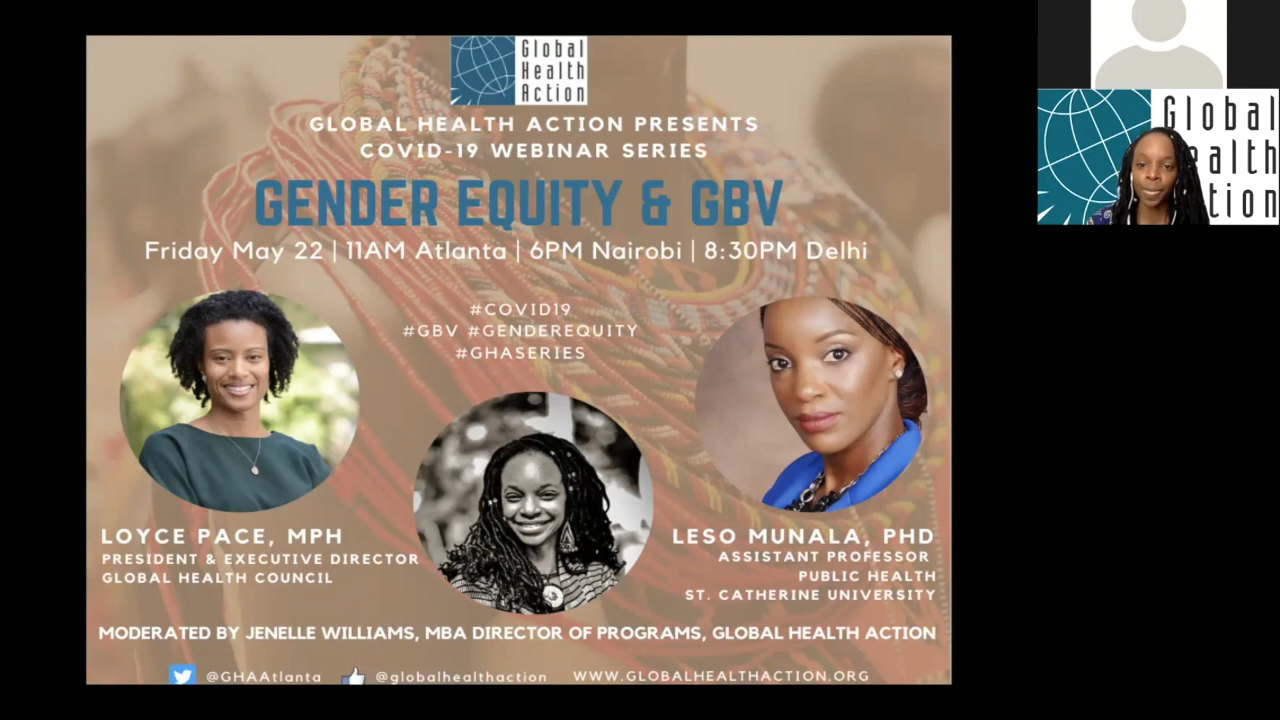 Global
Health
Action
GLOBAL HEALTH ACTION PRESENTS
COVID-19 WEBINAR SERIES
GENDER EQUITY & GBV
Friday May 22 | 11AM Atlanta | 6PM Nairobi | 8:30PM Delhi
#COVID19
#GBV #GENDEREQUITY
#GHASERIES
LOYCE PACE, MPH
PRESIDENT & EXECUTIVE DIRECTOR
GLOBAL HEALTH COUNCIL
LESO MUNALA, PHD
ASSISTANT PROFESSOR
PUBLIC HEALTH
ST. CATHERINE UNIVERSITY
MODERATED BY JENELLE WILLIAMS, MBA DIRECTOR OF PROGRAMS, GLOBAL HEALTH ACTION
@GHAAtlanta @globalhealthaction WWW.GLOBALHEALTHACTION.ORG
Global
ealth
tion